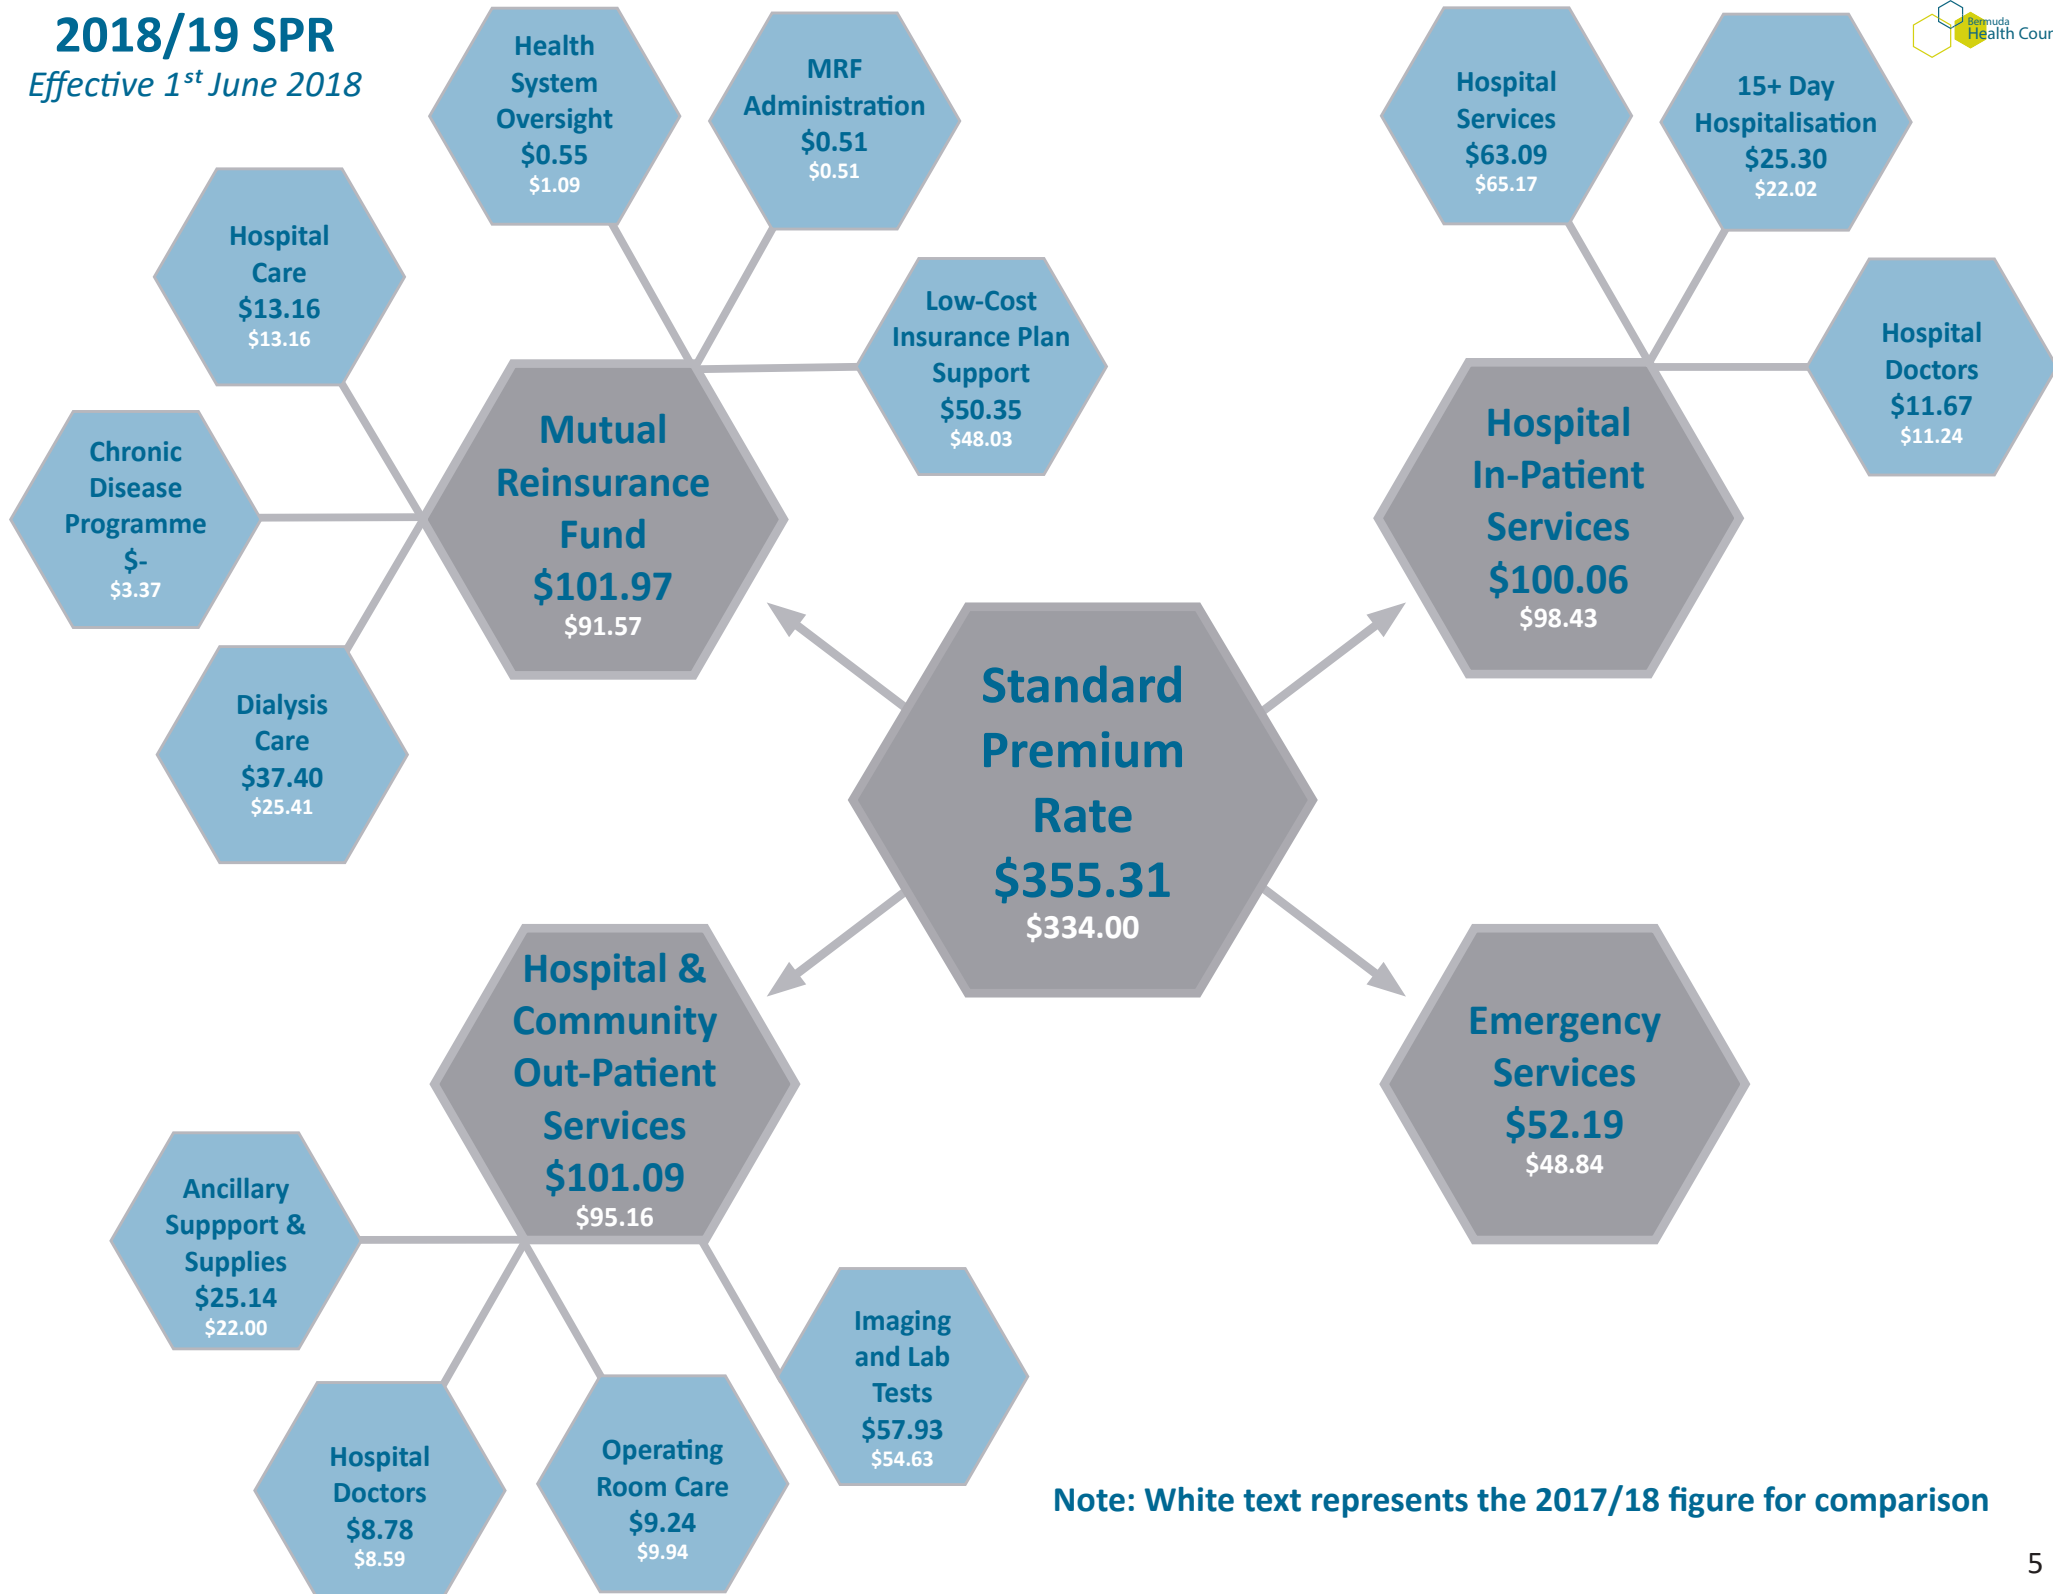 2018/19 SPR
Effective 1st June 2018
Bermuda
Health Coun
Health
System
Oversight
$0.55
$1.09
MRF
Administration
$0.51
$0.51
Hospital
Care
$13.16
$13.16
Low-Cost
Insurance Plan
Support
$50.35
$48.03
Chronic
Disease
Programme
$-
$3.37
Dialysis
Care
$37.40
$25.41
Mutual
Reinsurance
Fund
$101.97
$91.57
Hospital
Services
$63.09
$65.17
15+ Day
Hospitalisation
$25.30
$22.02
Hospital
Doctors
$11.67
$11.24
Hospital
In-Patient
Services
$100.06
$98.43
Standard
Premium
Rate
$355.31
$334.00
Hospital &
Community
Out-Patient
Services
$101.09
$95.16
Emergency
Services
$52.19
$48.84
Ancillary
Suppport &
Supplies
$25.14
$22.00
Hospital
Doctors
$8.78
$8.59
Operating
Room Care
$9.24
$9.94
Imaging
and Lab
Tests
$57.93
$54.63
Note: White text represents the 2017/18 figure for comparison
5